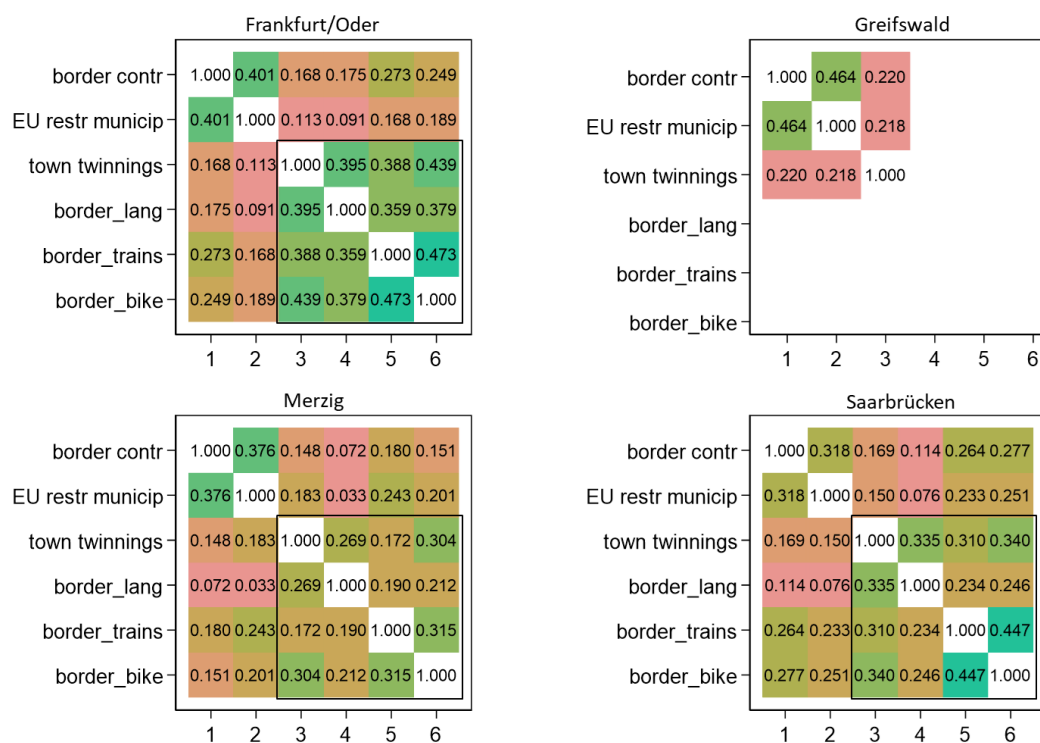 Frankfurt/Oder
border contr 1.000 0.401 0.168 0.175 0.273 0.249
EU restr municip 0.401 1.000 0.113 0.091 0.168 0.189
town twinnings 0.168 0.113 1.000 0.395 0.388 0.439
border_lang 0.175 0.091 0.395 1.000 0.359 0.379
border_trains 0.273 0.168 0.388 0.359 1.000 0.473
border_bike 0.249 0.189 0.439 0.379 0.473 1.000
1 2 3 4 5 6
Greifswald
border contr 1.000 0.464 0.220
EU restr municip 0.464 1.000 0.218
town twinnings 0.220 0.218 1.000
border_lang
border_trains
border_bike
1 2 3 4 5 6
Merzig
border contr 1.000 0.376 0.148 0.072 0.180 0.151
EU restr municip 0.376 1.000 0.183 0.033 0.243 0.201
town twinnings 0.148 0.183 1.000 0.269 0.172 0.304
border_lang 0.072 0.033 0.269 1.000 0.190 0.212
border_trains 0.180 0.243 0.172 0.190 1.000 0.315
border_bike 0.151 0.201 0.304 0.212 0.315 1.000
1 2 3 4 5 6
Saarbrücken
border contr 1.000 0.318 0.169 0.114 0.264 0.277
EU restr municip 0.318 1.000 0.150 0.076 0.233 0.251
town twinnings 0.169 0.150 1.000 0.335 0.310 0.340
border_lang 0.114 0.076 0.335 1.000 0.234 0.246
border_trains 0.264 0.233 0.310 0.234 1.000 0.447
border_bike 0.277 0.251 0.340 0.246 0.447 1.000
1 2 3 4 5 6